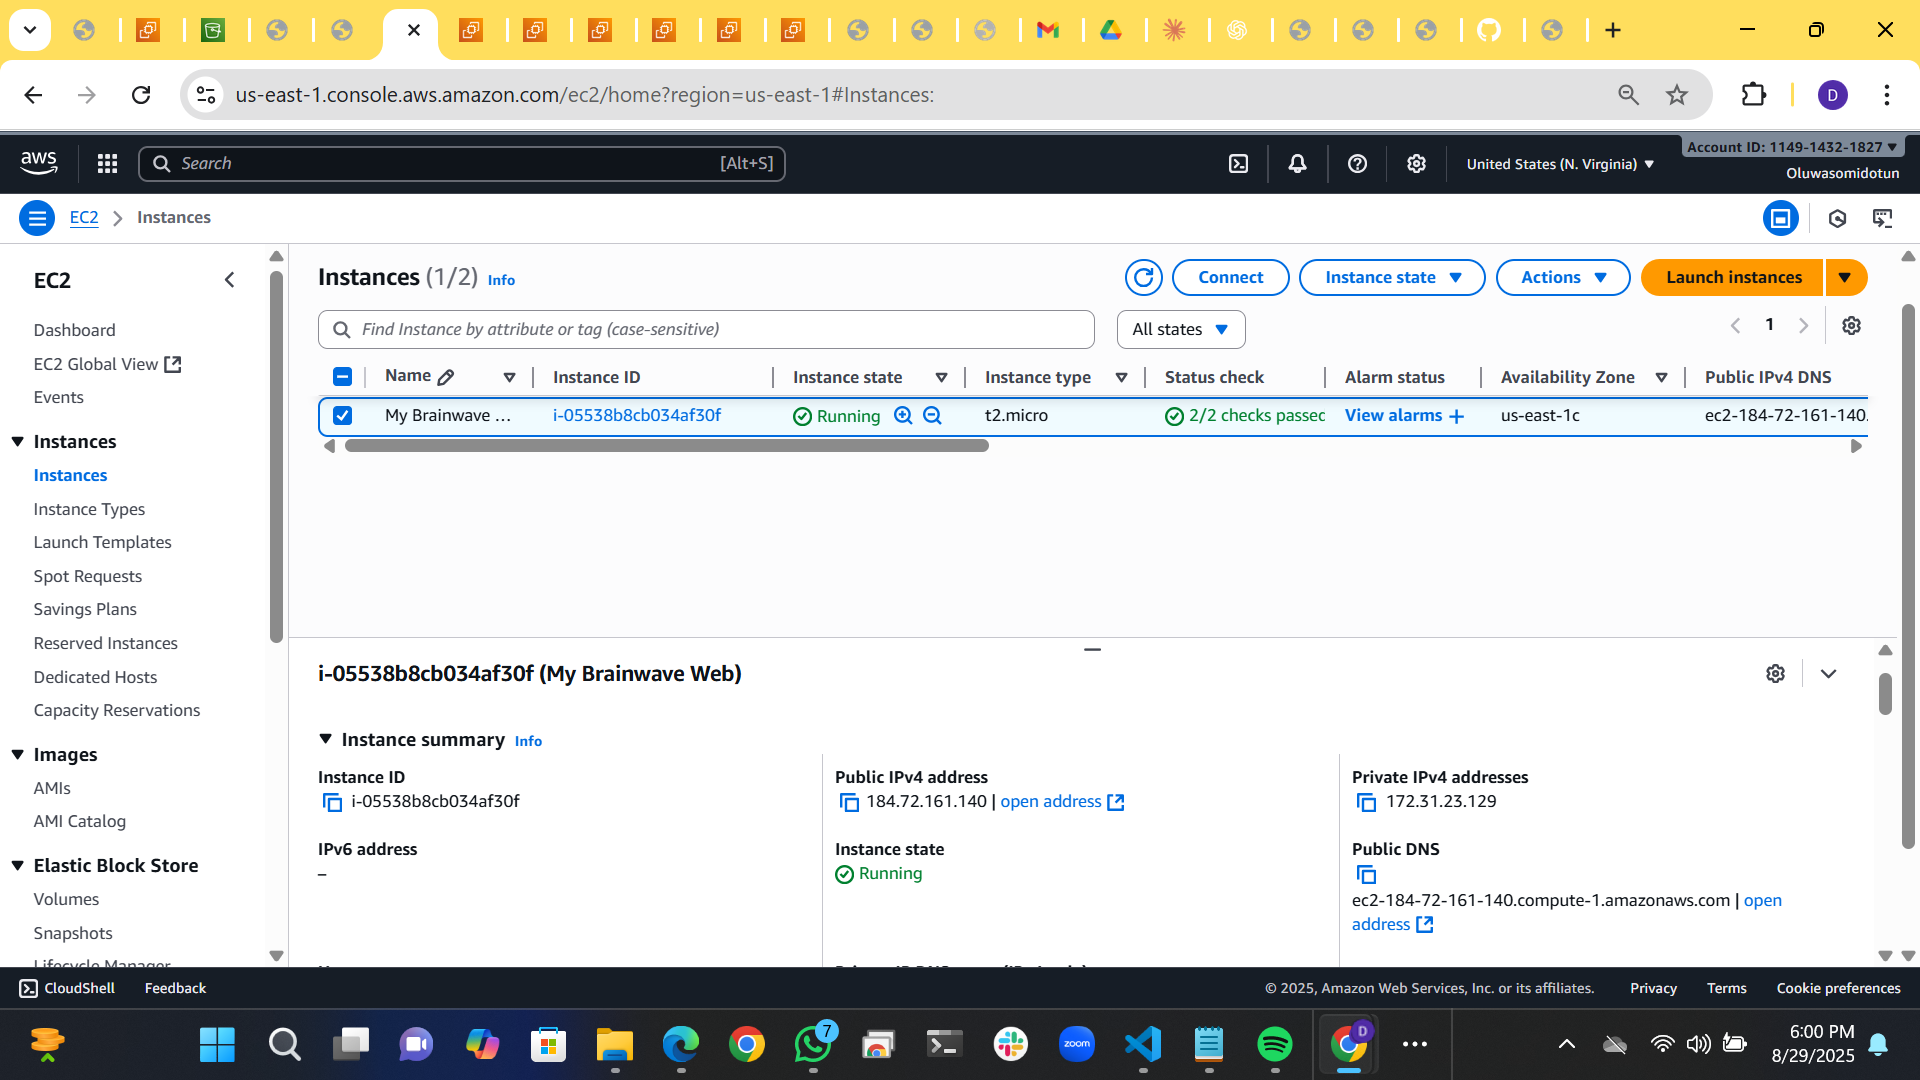 us-east-1.console.aws.amazon.com/ec2/home?region=us-east-1#Instances:
D
aws
Search
[Alt+S]
United States (N. Virginia)
Account ID: 1149-1432-1827
Oluwasomidotun
EC2
Instances
EC2
Dashboard
EC2 Global View
Events
Instances
Instances
Instance Types
Launch Templates
Spot Requests
Savings Plans
Reserved Instances
Dedicated Hosts
Capacity Reservations
Images
AMIs
AMI Catalog
Elastic Block Store
Volumes
Snapshots
Lifecycle Manager
Instances (1/2) Info
Connect
Instance state
Actions
Launch instances
Find Instance by attribute or tag (case-sensitive)
All states
1
Name
Instance ID
Instance state
Instance type
Status check
Alarm status
Availability Zone
Public IPv4 DNS
My Brainwave ...
i-05538b8cb034af30f
Running
t2.micro
2/2 checks passec
View alarms
us-east-1c
ec2-184-72-161-140.
i-05538b8cb034af30f (My Brainwave Web)
Instance summary Info
Instance ID
i-05538b8cb034af30f
Public IPv4 address
184.72.161.140 | open address
Private IPv4 addresses
172.31.23.129
IPv6 address
–
Instance state
Running
Public DNS
ec2-184-72-161-140.compute-1.amazonaws.com | open
address
CloudShell
Feedback
© 2025, Amazon Web Services, Inc. or its affiliates.
Privacy
Terms
Cookie preferences
7
zoom
D
6:00 PM
8/29/2025